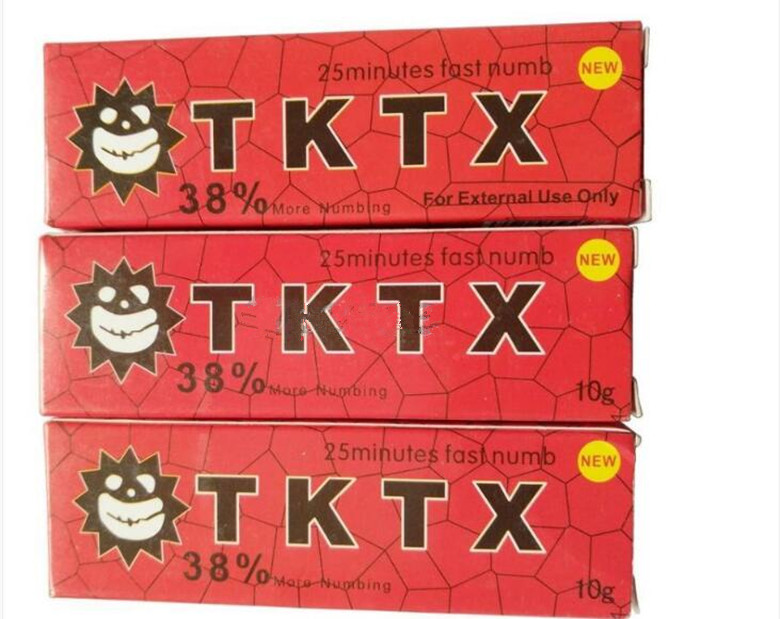 25minutes fast numb NEW
TKTX
38% More Numbing For External Use Only
25minutes fast numb NEW
TKTX
38% More Numbing 10g
25minutes fast numb NEW
TKTX
38% More Numbing 10g